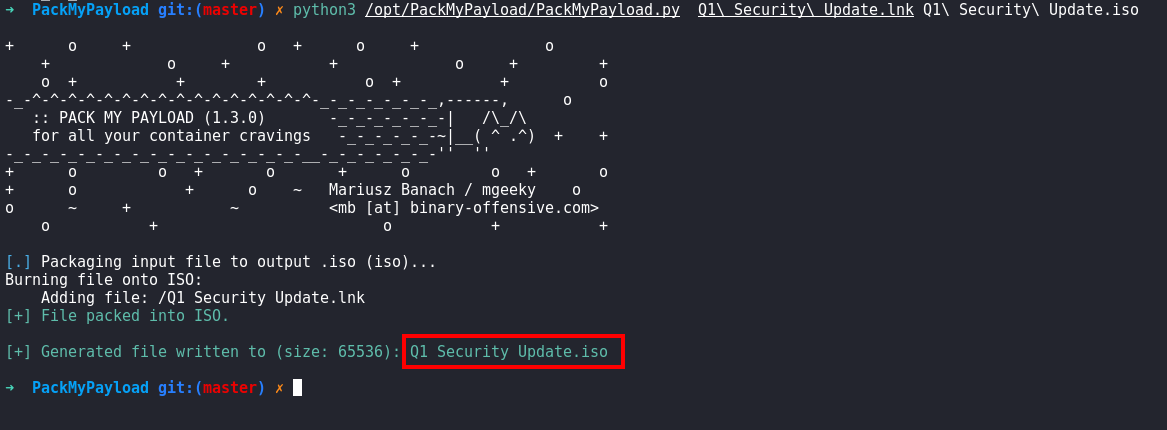 →  PackMyPayload git:(master) ✗ python3 /opt/PackMyPayload/PackMyPayload.py  Q1\ Security\ Update.lnk Q1\ Security\ Update.iso

+      o     +              o   +      o     +              o
    +             o     +           +             o     +         +
    o  +           +        +           o  +           +          o
-_-^-^-^-^-^-^-^-^-^-^-^-^-^-^-^-^-_-_-_-_-_-_-_,------,      o
   :: PACK MY PAYLOAD (1.3.0)       -_-_-_-_-_-_-|   /\_/\
   for all your container cravings   -_-_-_-_-_-~|__( ^ .^)  +    +
-_-_-_-_-_-_-_-_-_-_-_-_-_-_-_-_-__-_-_-_-_-_-_-''  ''
+      o         o   +       o       +      o         o   +       o
+      o            +      o    ~   Mariusz Banach / mgeeky    o
o      ~     +           ~          <mb [at] binary-offensive.com>
    o           +                         o           +           +

[.] Packaging input file to output .iso (iso)...
Burning file onto ISO:
    Adding file: /Q1 Security Update.lnk
[+] File packed into ISO.

[+] Generated file written to (size: 65536): Q1 Security Update.iso

→  PackMyPayload git:(master) ✗